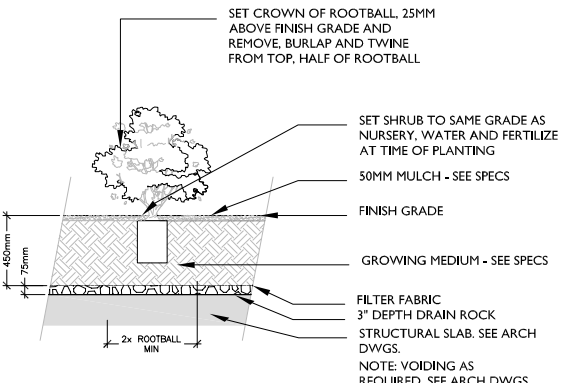 SET CROWN OF ROOTBALL, 25MM
ABOVE FINISH GRADE AND
REMOVE, BURLAP AND TWINE
FROM TOP, HALF OF ROOTBALL
SET SHRUB TO SAME GRADE AS
NURSERY, WATER AND FERTILIZE
AT TIME OF PLANTING
50MM MULCH - SEE SPECS
FINISH GRADE
450mm
75mm
GROWING MEDIUM - SEE SPECS
FILTER FABRIC
3" DEPTH DRAIN ROCK
STRUCTURAL SLAB. SEE ARCH
DWGS.
2x ROOTBALL
MIN
NOTE: VOIDING AS
REQUIRED. SEE ARCH DWGS